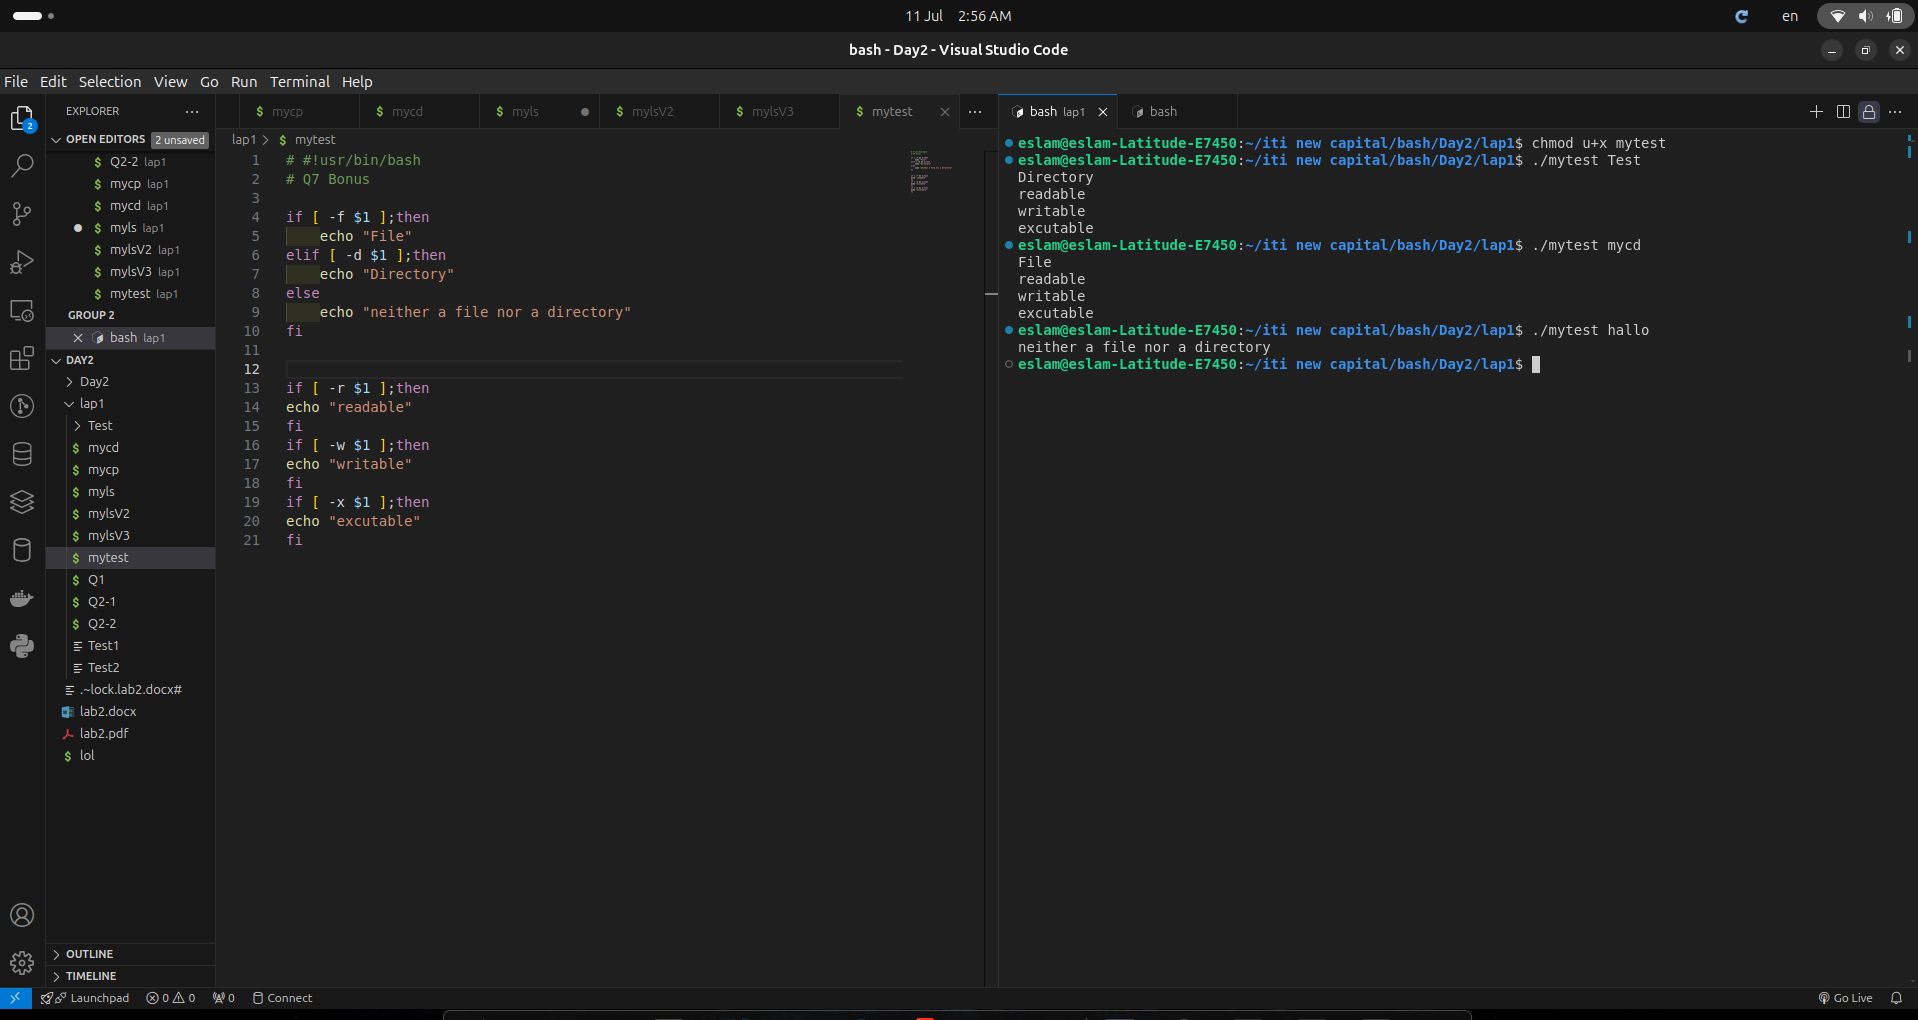 11 Jul 2:56 AM
en
bash - Day2 - Visual Studio Code
File Edit Selection View Go Run Terminal Help
EXPLORER
OPEN EDITORS 2 unsaved
Q2-2 lap1
mycp lap1
mycd lap1
myls lap1
mylsV2 lap1
mylsV3 lap1
mytest lap1
GROUP 2
bash lap1
DAY2
Day2
lap1
Test
mycd
mycp
myls
mylsV2
mylsV3
mytest
Q1
Q2-1
Q2-2
Test1
Test2
.~lock.lab2.docx#
lab2.docx
lab2.pdf
lol
OUTLINE
TIMELINE
2
mycp mycd myls mylsV2 mylsV3 mytest
lap1 > $ mytest
1 # #!usr/bin/bash
2 # Q7 Bonus
3
4 if [ -f $1 ];then
5 echo "File"
6 elif [ -d $1 ];then
7 echo "Directory"
8 else
9 echo "neither a file nor a directory"
10 fi
11
12
13 if [ -r $1 ];then
14 echo "readable"
15 fi
16 if [ -w $1 ];then
17 echo "writable"
18 fi
19 if [ -x $1 ];then
20 echo "excutable"
21 fi
bash lap1 bash
eslam@eslam-Latitude-E7450:~/iti new capital/bash/Day2/lap1$ chmod u+x mytest
eslam@eslam-Latitude-E7450:~/iti new capital/bash/Day2/lap1$ ./mytest Test
Directory
readable
writable
excutable
eslam@eslam-Latitude-E7450:~/iti new capital/bash/Day2/lap1$ ./mytest mycd
File
readable
writable
excutable
eslam@eslam-Latitude-E7450:~/iti new capital/bash/Day2/lap1$ ./mytest hallo
neither a file nor a directory
eslam@eslam-Latitude-E7450:~/iti new capital/bash/Day2/lap1$
Launchpad 0 0 0 Connect Go Live